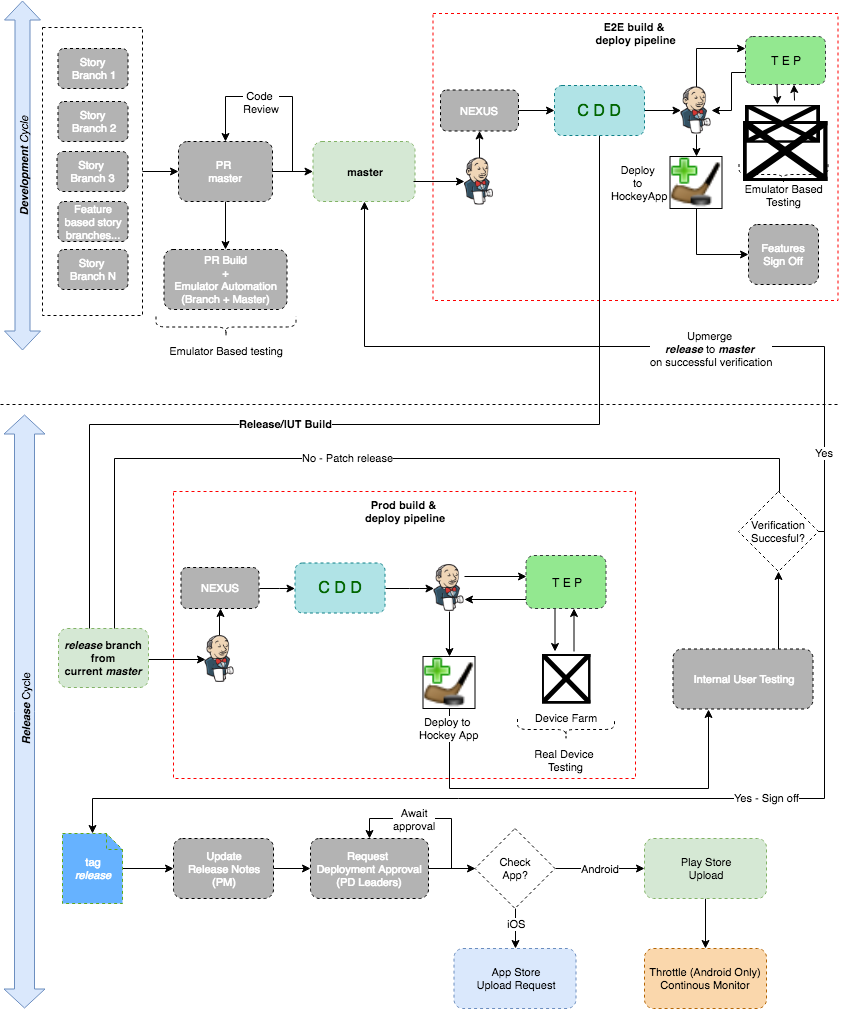 Development Cycle
Story
Branch 1
Story
Branch 2
Story
Branch 3
Feature
based story
branches...
Story
Branch N
Code
Review
PR
master
PR Build
+
Emulator Automation
(Branch + Master)
Emulator Based testing
master
E2E build &
deploy pipeline
NEXUS
C D D
T E P
Deploy
to
HockeyApp
Emulator Based
Testing
Features
Sign Off
Upmerge
release to master
on successful verification
Release Cycle
Release/IUT Build
No - Patch release
Yes
Verification
Succesful?
Prod build &
deploy pipeline
NEXUS
C D D
T E P
release branch
from
current master
Deploy to
Hockey App
Device Farm
Real Device
Testing
Internal User Testing
Yes - Sign off
tag
release
Update
Release Notes
(PM)
Await
approval
Request
Deployment Approval
(PD Leaders)
Check
App?
Android
iOS
Play Store
Upload
App Store
Upload Request
Throttle (Android Only)
Continous Monitor